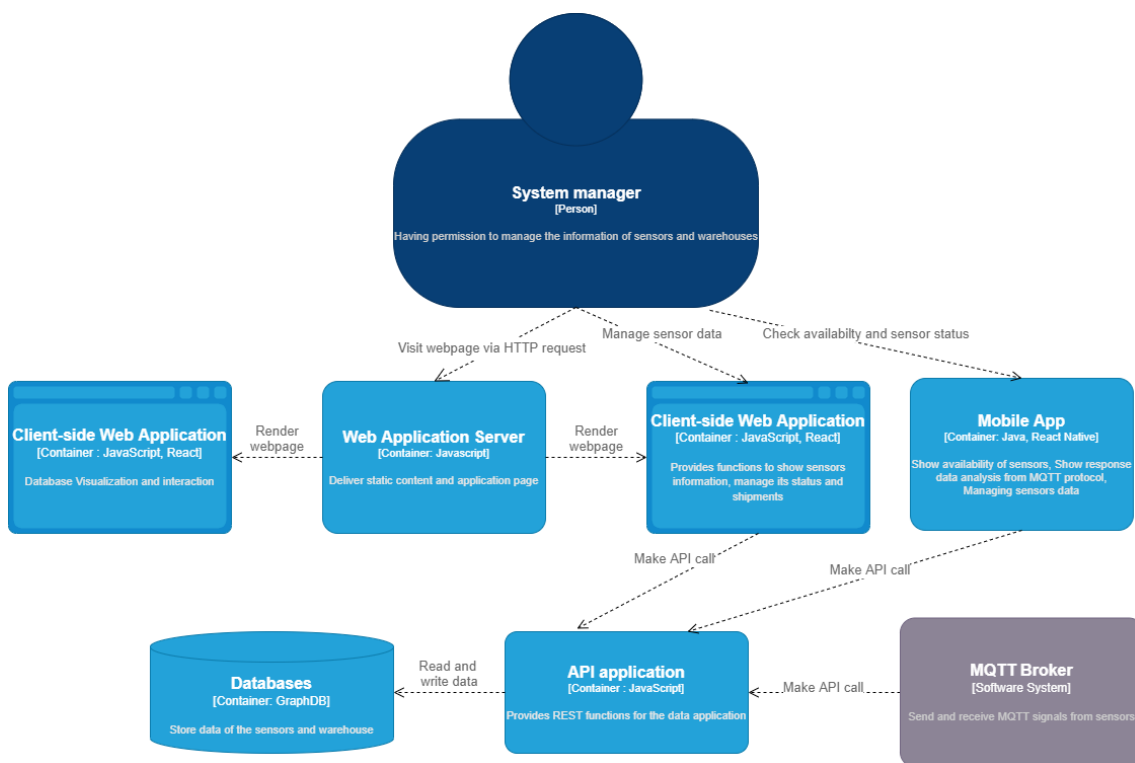 System manager
[Person]
Having permission to manage the information of sensors and warehouses
Visit webpage via HTTP request
Manage sensor data
Check availabilty and sensor status
Client-side Web Application
[Container : JavaScript, React]
Database Visualization and interaction
Render
webpage
Web Application Server
[Container: Javascript]
Deliver static content and application page
Render
webpage
Client-side Web Application
[Container : JavaScript, React]
Provides functions to show sensors
information, manage its status and
shipments
Mobile App
[Container: Java, React Native]
Show availability of sensors, Show response
data analysis from MQTT protocol,
Managing sensors data
Make API call
Make API call
Databases
[Container: GraphDB]
Store data of the sensors and warehouse
Read and
write data
API application
[Container : JavaScript]
Provides REST functions for the data application
Make API call
MQTT Broker
[Software System]
Send and receive MQTT signals from sensors